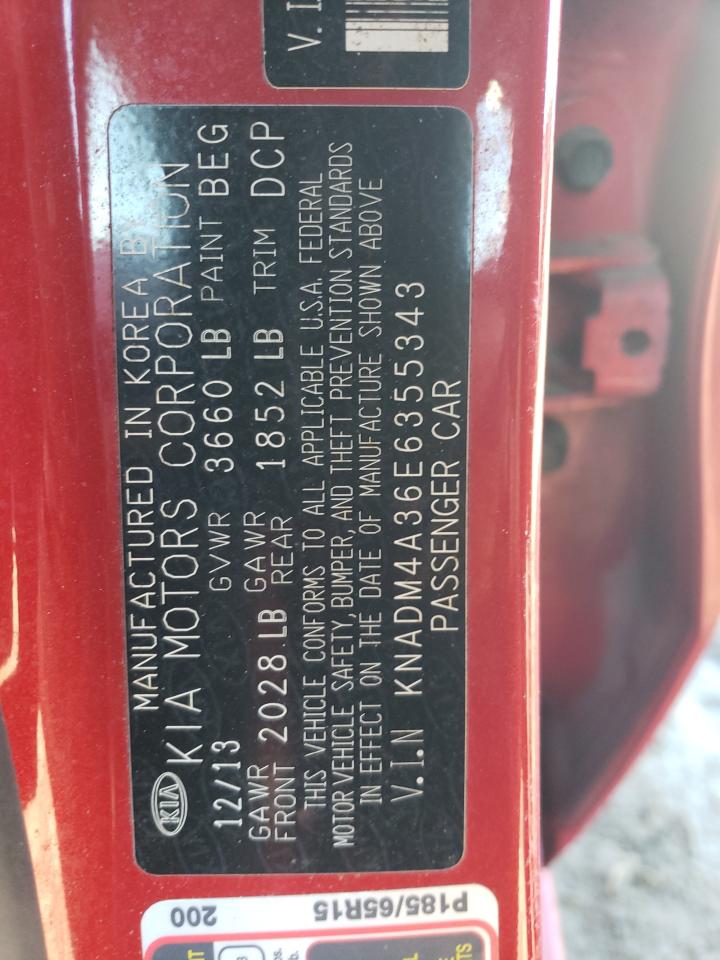 V.I
MANUFACTURED IN KOREA BY
KIA KIA MOTORS CORPORATION
12/13 GVWR 3660 LB PAINT BEG
GAWR FRONT 2028 LB GAWR REAR 1852 LB TRIM DCP
THIS VEHICLE CONFORMS TO ALL APPLICABLE U.S.A. FEDERAL
MOTOR VEHICLE SAFETY, BUMPER, AND THEFT PREVENTION STANDARDS
IN EFFECT ON THE DATE OF MANUFACTURE SHOWN ABOVE
V.I.N KNADM4A36E6355343
PASSENGER CAR
P185/65R15
200